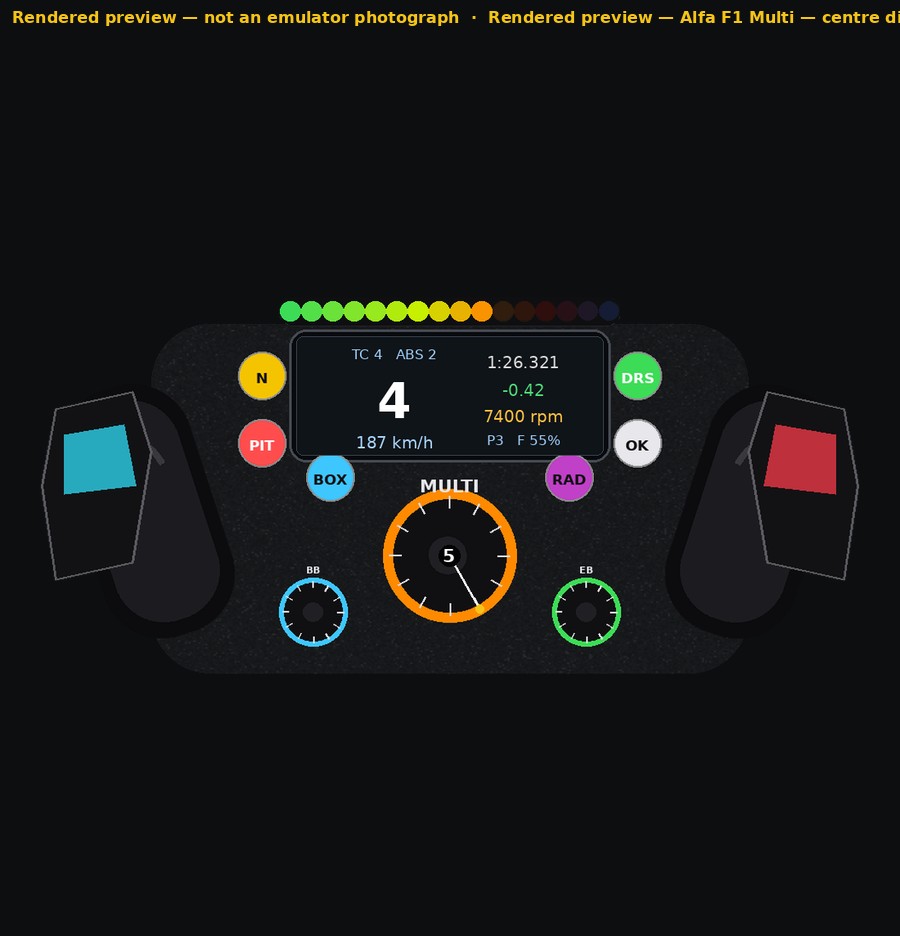 Rendered preview — not an emulator photograph · Rendered preview — Alfa F1 Multi — centre di
TC 4 ABS 2
1:26.321
N
DRS
4
-0.42
7400 rpm
187 km/h
P3 F 55%
PIT
OK
BOX
RAD
MULTI
5
BB
EB